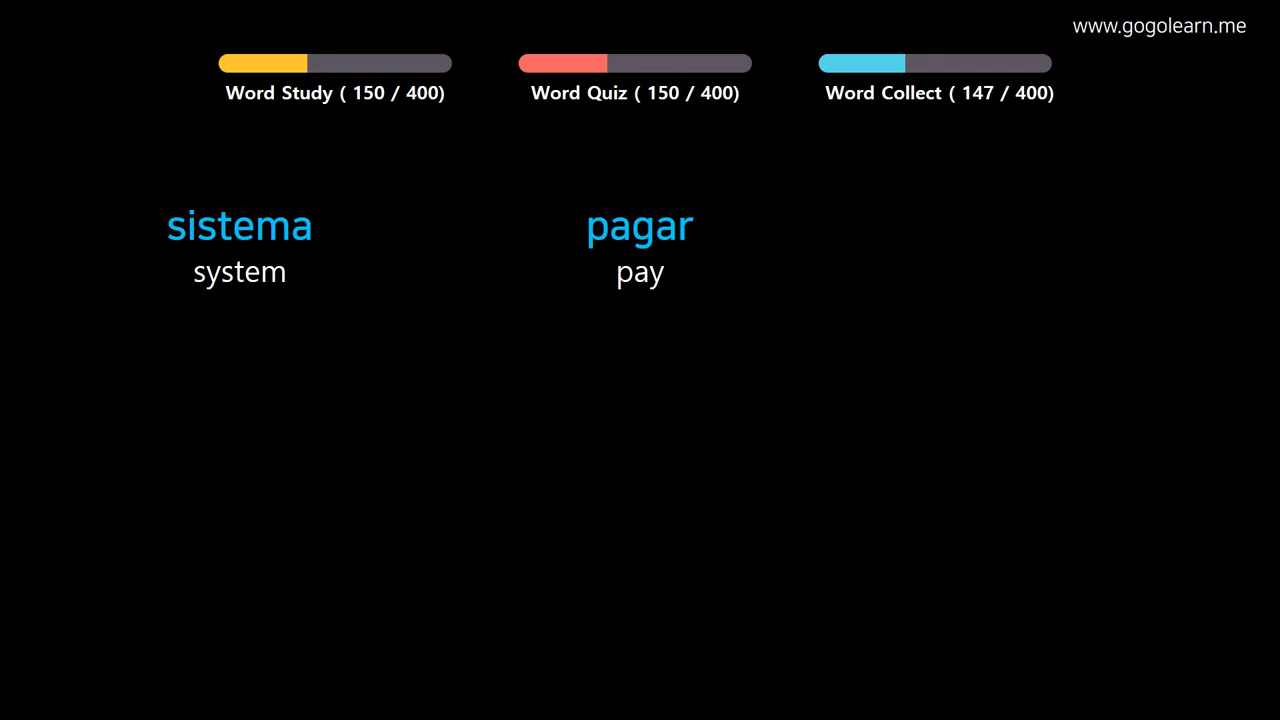 www.gogolearn.me
Word Study ( 150 / 400)
Word Quiz ( 150 / 400)
Word Collect ( 147 / 400)
sistema
system
pagar
pay